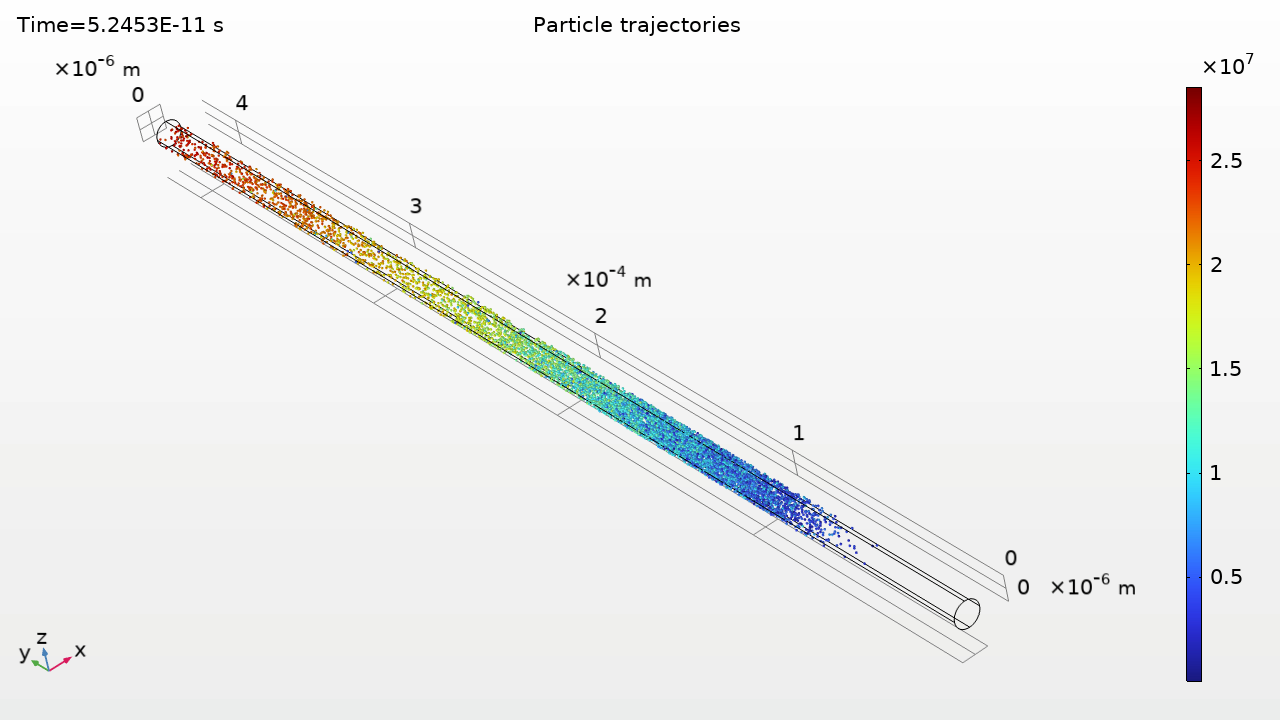 Time=5.2453E-11 s
Particle trajectories
×10⁷
×10⁻⁶ m
0
4
3
×10⁻⁴ m
2
1
0
0 ×10⁻⁶ m
2.5
2
1.5
1
0.5
z
y
x